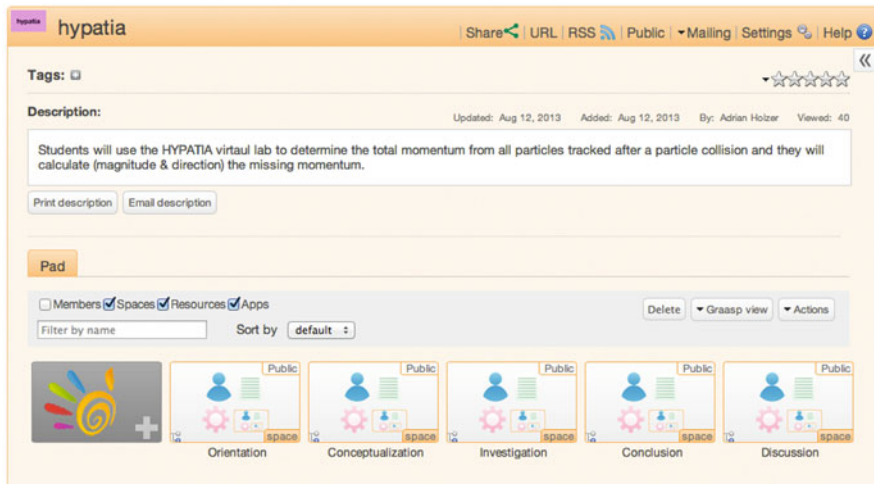 hypatia
hypatia
Share | URL | RSS | Public | Mailing | Settings | Help ?
Tags:
Description:
Updated: Aug 12, 2013 Added: Aug 12, 2013 By: Adrian Holzer Viewed: 40
Students will use the HYPATIA virtaul lab to determine the total momentum from all particles tracked after a particle collision and they will
calculate (magnitude & direction) the missing momentum.
Print description Email description
Pad
Members Spaces Resources Apps
Delete Graasp view Actions
Filter by name Sort by default
Public Public Public Public Public
space space space space space
Orientation Conceptualization Investigation Conclusion Discussion